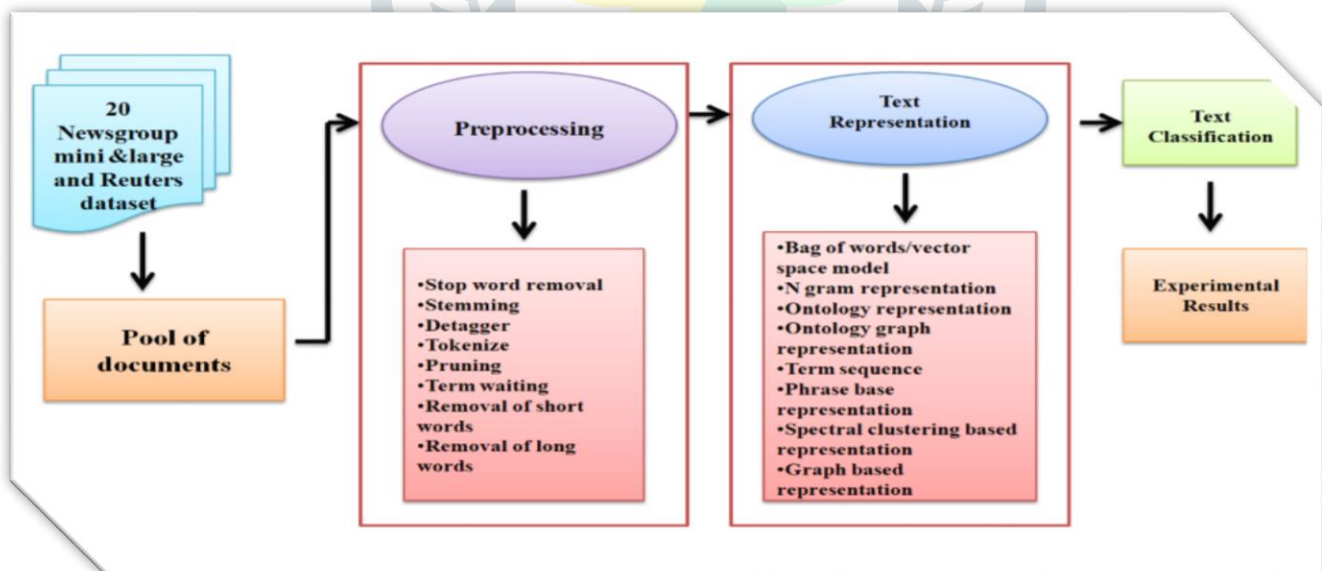 20
Newsgroup
mini &large
and Reuters
dataset
Pool of
documents
Preprocessing
•Stop word removal
•Stemming
•Detagger
•Tokenize
•Pruning
•Term waiting
•Removal of short
words
•Removal of long
words
Text
Representation
•Bag of words/vector
space model
•N gram representation
•Ontology representation
•Ontology graph
representation
•Term sequence
•Phrase base
representation
•Spectral clustering based
representation
•Graph based
representation
Text
Classification
Experimental
Results